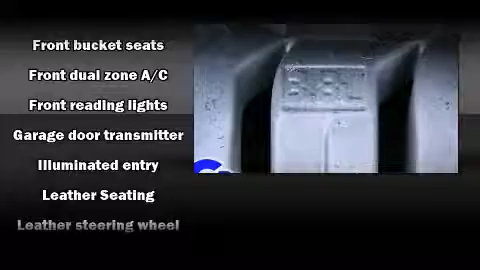 Front bucket seats
Front dual zone A/C
Front reading lights
Garage door transmitter
Illuminated entry
Leather Seating
Leather steering wheel